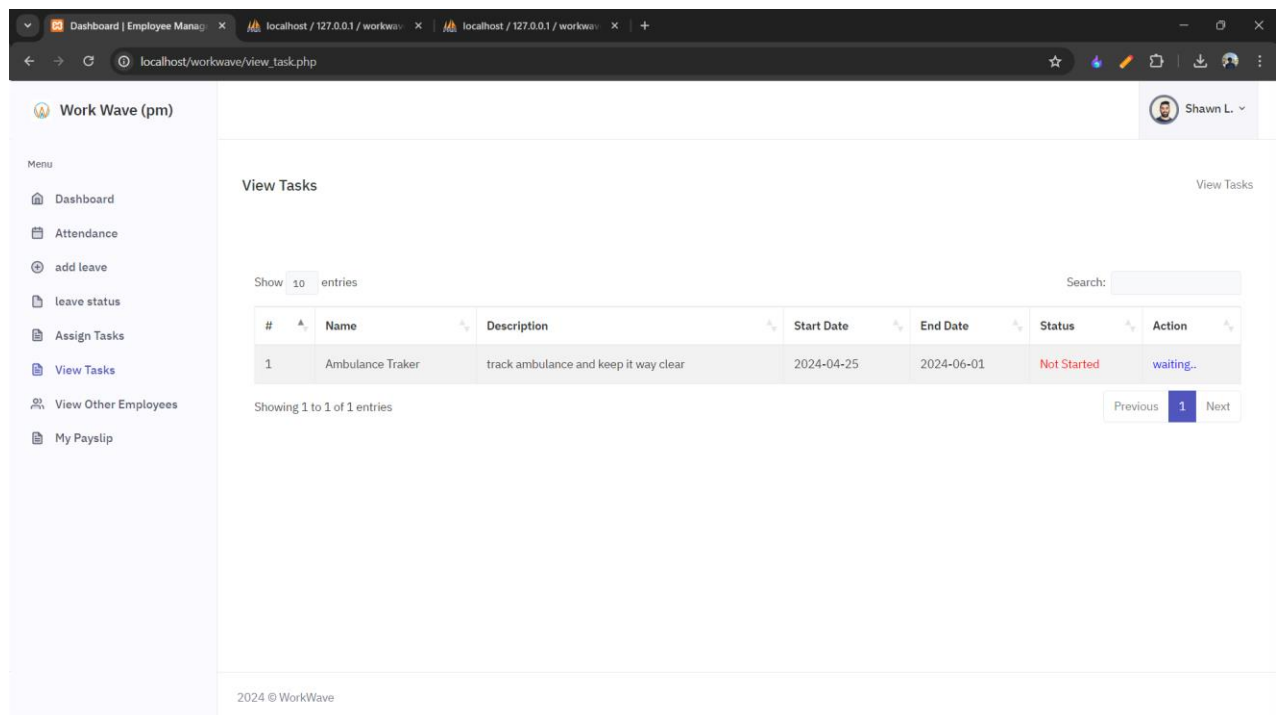 Dashboard | Employee Manag
localhost / 127.0.0.1 / workwav
localhost / 127.0.0.1 / workwav
localhost/workwave/view_task.php
Work Wave (pm)
Shawn L.
Menu
Dashboard
Attendance
add leave
leave status
Assign Tasks
View Tasks
View Other Employees
My Payslip
View Tasks
View Tasks
Show 10 entries
Search:
# Name Description Start Date End Date Status Action
1 Ambulance Traker track ambulance and keep it way clear 2024-04-25 2024-06-01 Not Started waiting..
Showing 1 to 1 of 1 entries
Previous 1 Next
2024 © WorkWave